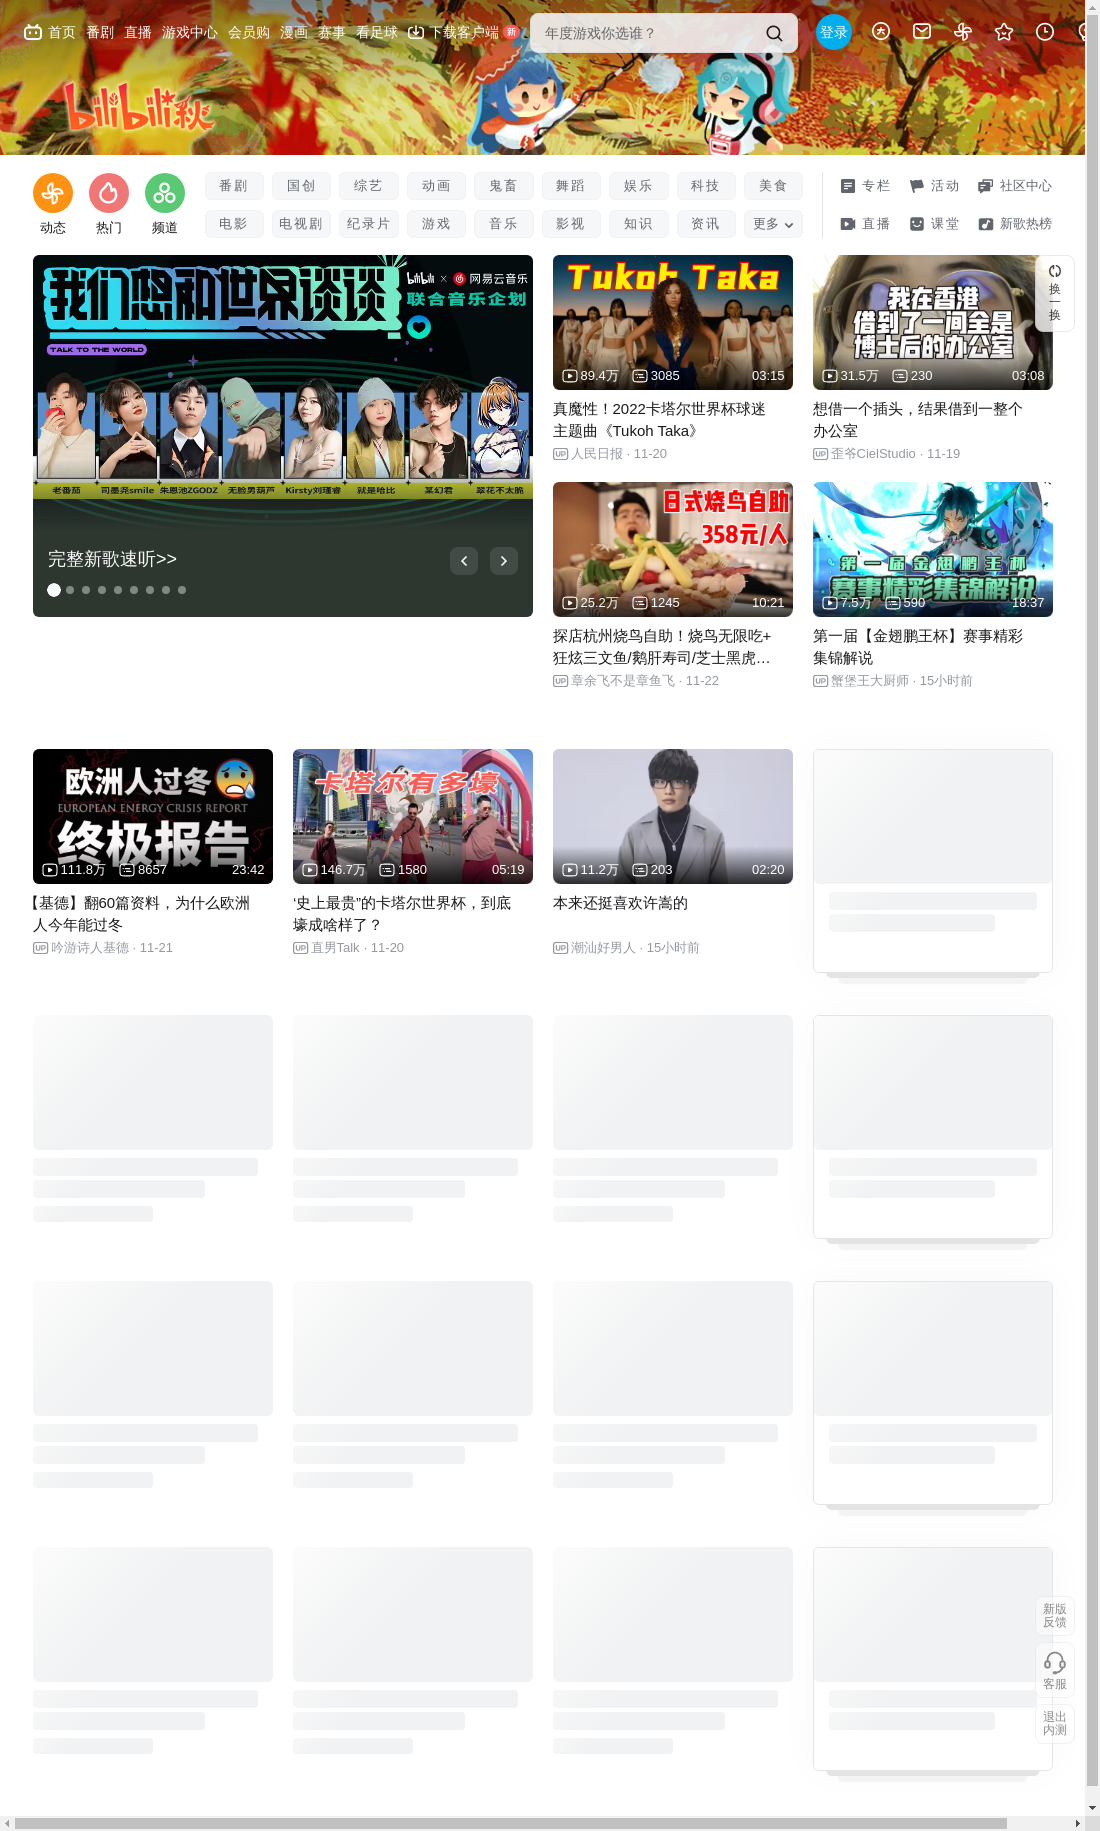 首页 番剧 直播 游戏中心 会员购 漫画 赛事 看足球 下载客户端 新
年度游戏你选谁？
登录
bilibili秋
番剧 国创 综艺 动画 鬼畜 舞蹈 娱乐 科技 美食
专栏 活动 社区中心
动态 热门 频道
电影 电视剧 纪录片 游戏 音乐 影视 知识 资讯 更多
直播 课堂 新歌热榜
我们想和世界谈谈
bilibili × 网易云音乐
联合音乐企划
TALK TO THE WORLD
老番茄 司墨尧smile 朱恩池ZGODZ 无脸男葫芦 Kirsty刘瑾睿 就是哈比 某幻君 翠花不太脆
完整新歌速听>>
Tukoh Taka
89.4万 3085 03:15
真魔性！2022卡塔尔世界杯球迷
主题曲《Tukoh Taka》
UP 人民日报 · 11-20
我在香港
借到了一间全是
博士后的办公室
31.5万 230 03:08
想借一个插头，结果借到一整个
办公室
UP 歪爷CielStudio · 11-19
换
一
换
日式烧鸟自助
358元/人
25.2万 1245 10:21
探店杭州烧鸟自助！烧鸟无限吃+
狂炫三文鱼/鹅肝寿司/芝士黑虎…
UP 章余飞不是章鱼飞 · 11-22
第一届金翅鹏王杯
赛事精彩集锦解说
7.5万 590 18:37
第一届【金翅鹏王杯】赛事精彩
集锦解说
UP 蟹堡王大厨师 · 15小时前
欧洲人过冬
EUROPEAN ENERGY CRISIS REPORT
终极报告
111.8万 8657 23:42
【基德】翻60篇资料，为什么欧洲
人今年能过冬
UP 吟游诗人基德 · 11-21
卡塔尔有多壕
146.7万 1580 05:19
“史上最贵”的卡塔尔世界杯，到底
壕成啥样了？
UP 直男Talk · 11-20
11.2万 203 02:20
本来还挺喜欢许嵩的
UP 潮汕好男人 · 15小时前
新版
反馈
客服
退出
内测